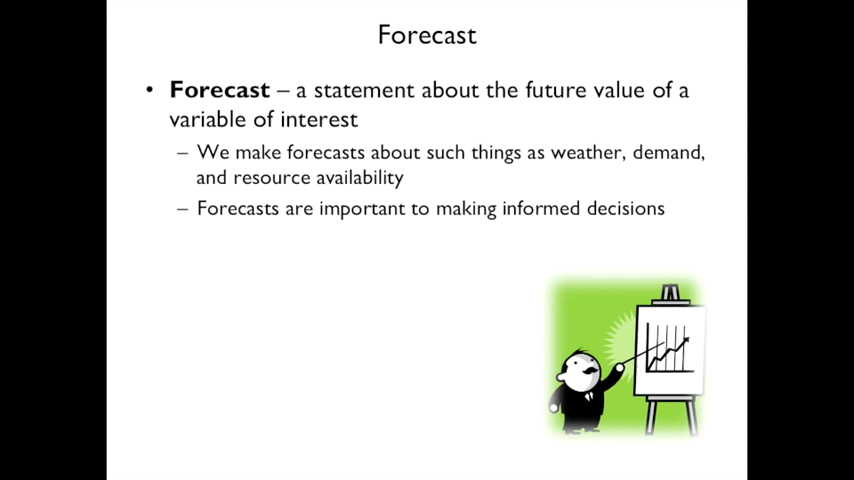 Forecast
• Forecast – a statement about the future value of a
variable of interest
– We make forecasts about such things as weather, demand,
and resource availability
– Forecasts are important to making informed decisions